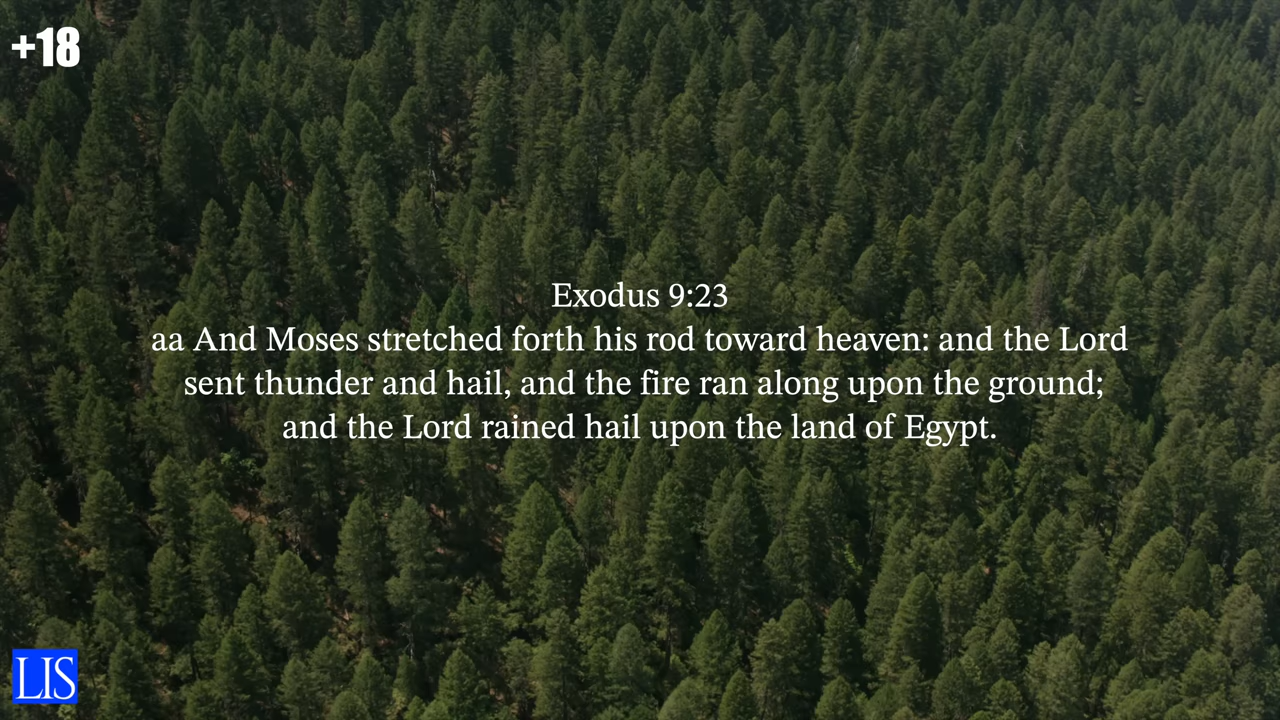 +18
Exodus 9:23
aa And Moses stretched forth his rod toward heaven: and the Lord
sent thunder and hail, and the fire ran along upon the ground;
and the Lord rained hail upon the land of Egypt.
LIS